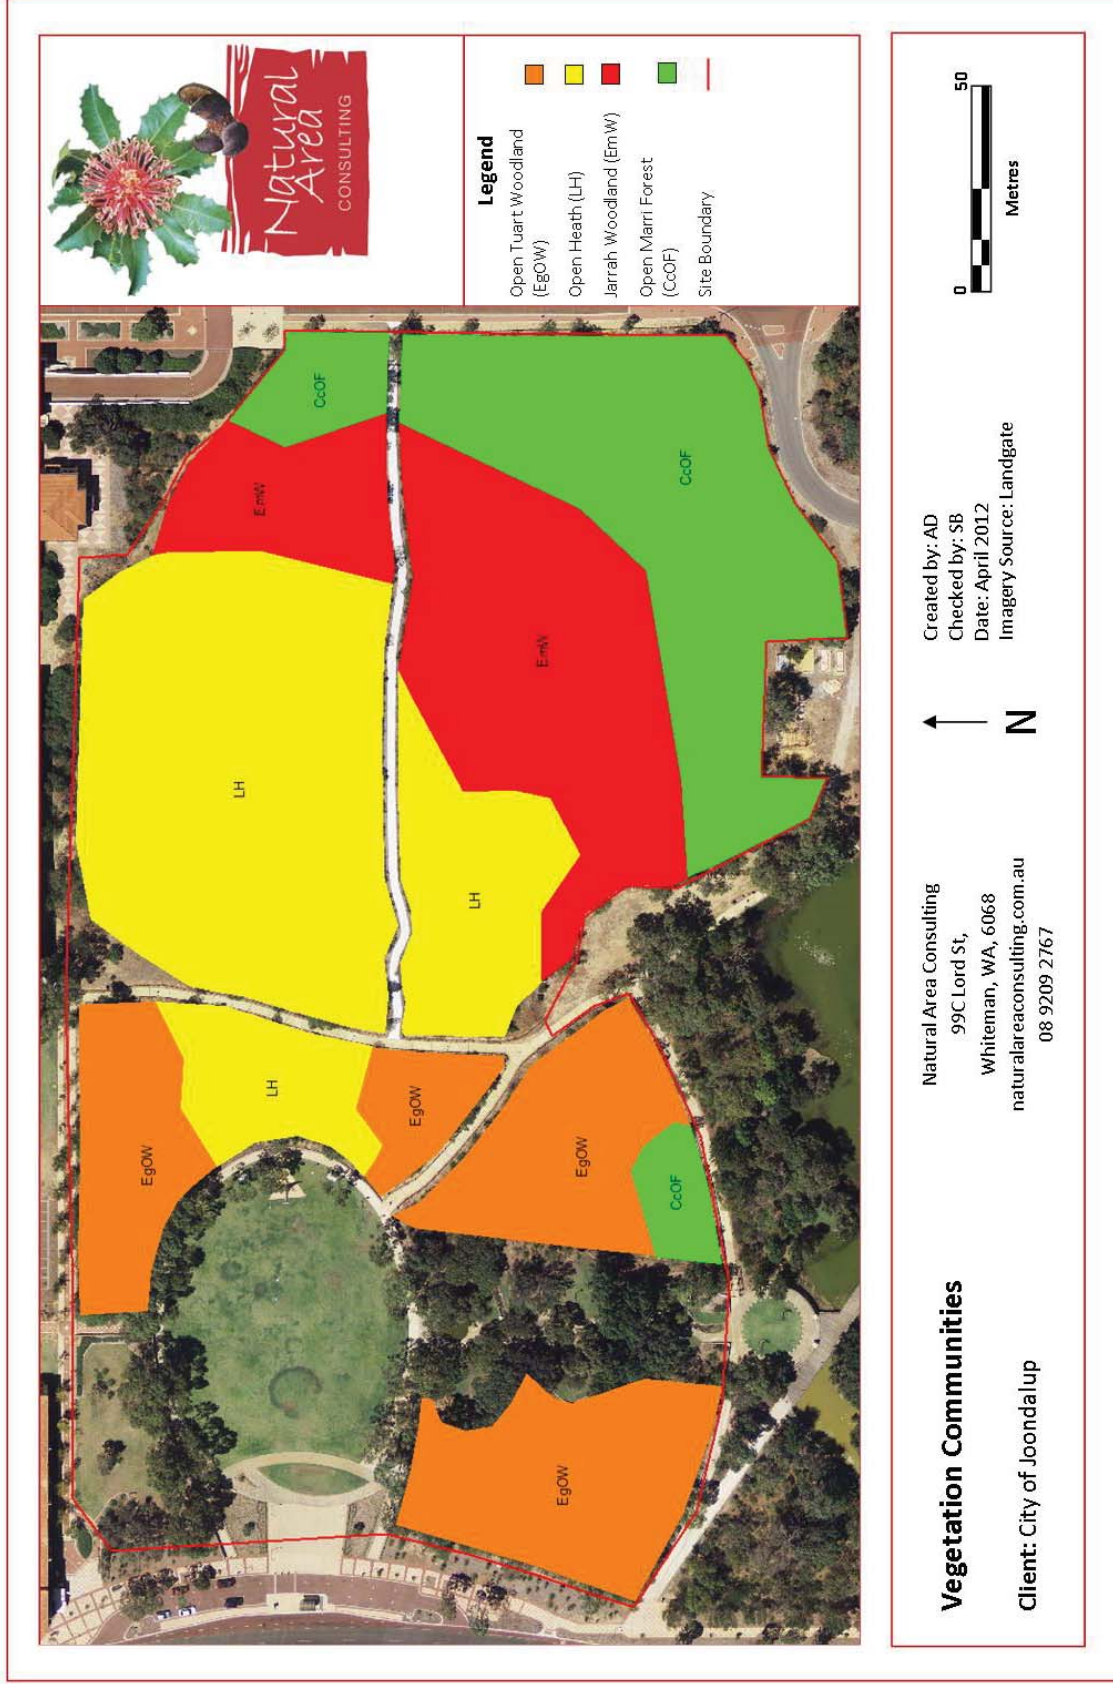 Natural
Area
CONSULTING
Legend
Open Tuart Woodland
(EgOW)
Open Heath (LH)
Jarrah Woodland (EmW)
Open Marri Forest
(CcOF)
Site Boundary
EgOW
LH
EgOW
EgOW
CcOF
EgOW
LH
LH
EmW
EmW
CcOF
CcOF
Vegetation Communities
Client: City of Joondalup
Natural Area Consulting
99C Lord St,
Whiteman, WA, 6068
naturalareaconsulting.com.au
08 9209 2767
N
Created by: AD
Checked by: SB
Date: April 2012
Imagery Source: Landgate
0
50
Metres